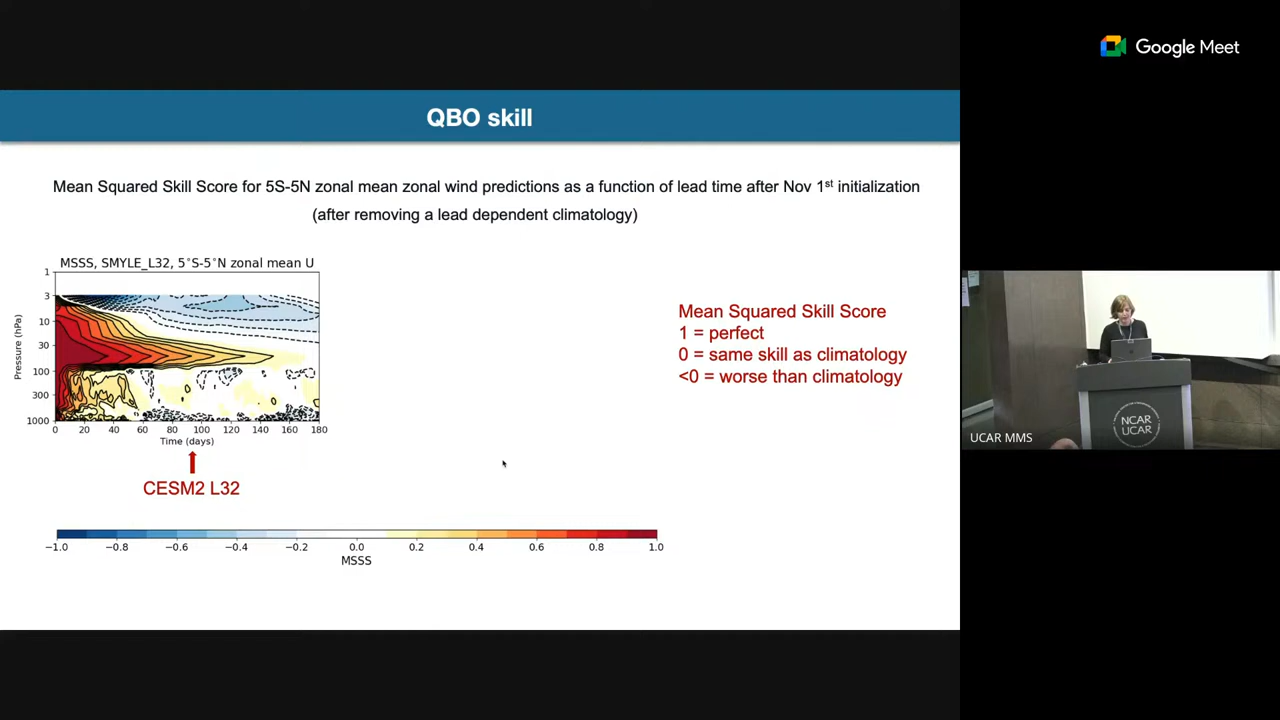 Google Meet
QBO skill
Mean Squared Skill Score for 5S-5N zonal mean zonal wind predictions as a function of lead time after Nov 1st initialization
(after removing a lead dependent climatology)
MSSS, SMYLE_L32, 5°S-5°N zonal mean U
Pressure (hPa)
1
3
10
30
100
300
1000
0 20 40 60 80 100 120 140 160 180
Time (days)
CESM2 L32
Mean Squared Skill Score
1 = perfect
0 = same skill as climatology
<0 = worse than climatology
−1.0 −0.8 −0.6 −0.4 −0.2 0.0 0.2 0.4 0.6 0.8 1.0
MSSS
NCAR
UCAR
UCAR MMS